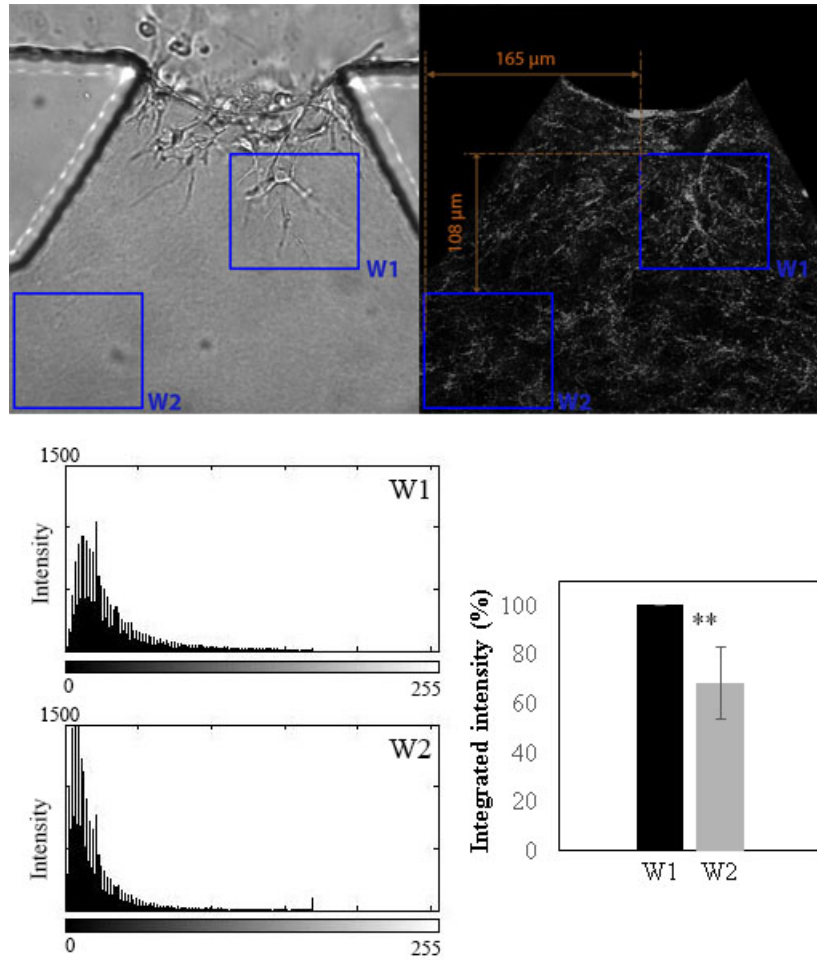 165 µm
108 µm
W1
W1
W2
W2
1500
W1
Intensity
0 255
1500
W2
Intensity
0 255
Integrated intensity (%)
100
80
60
40
20
0
**
W1 W2